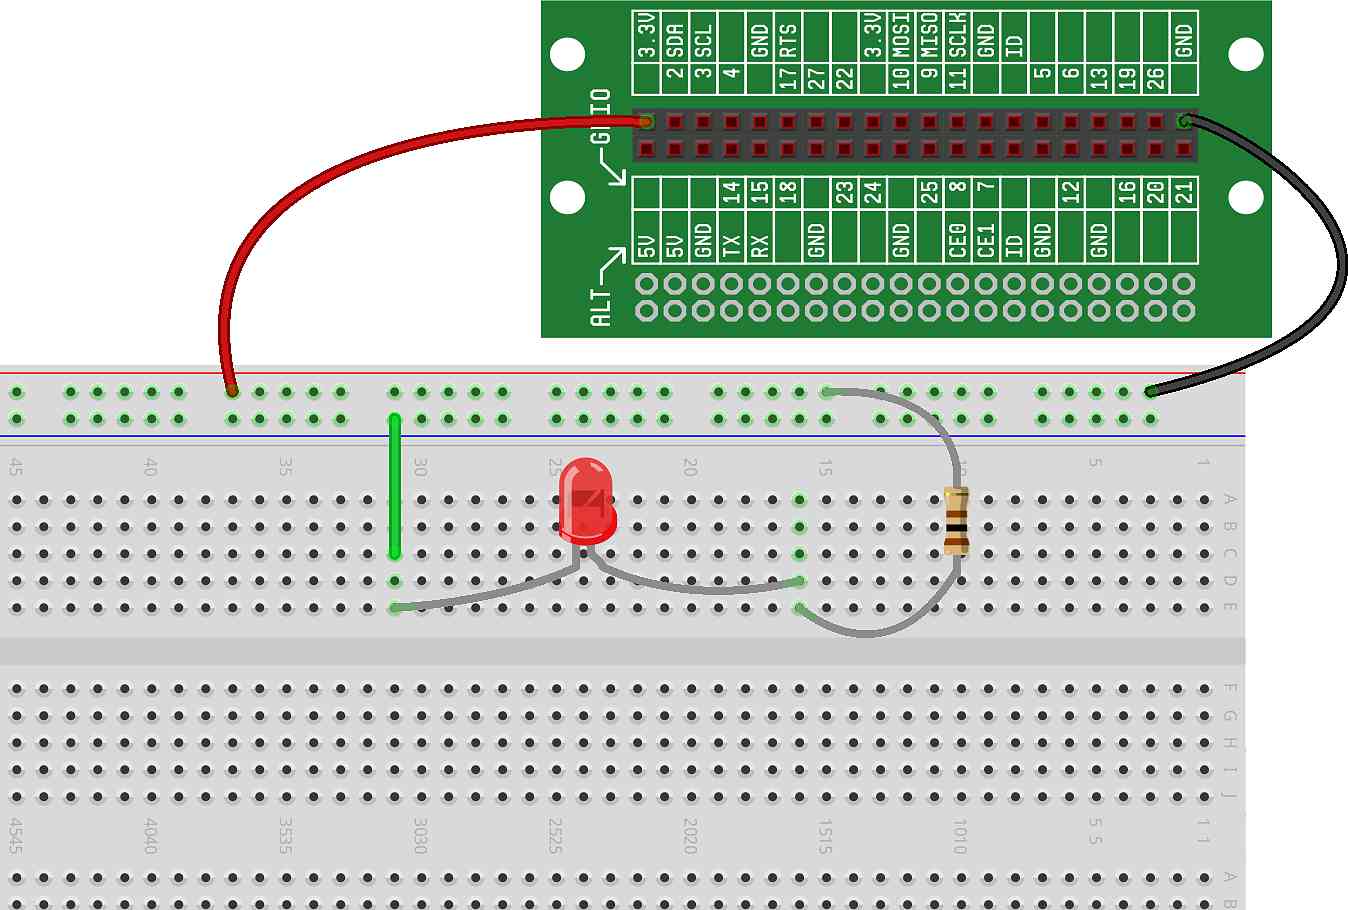 3.3V SDA SCL GND RTS 3.3V MOSI MISO SCLK GND ID GND
2 3 4 17 27 22 10 9 11 5 6 13 19 26
GPIO
14 15 18 23 24 25 8 7 12 16 20 21
5V 5V GND TX RX GND GND CE0 CE1 ID GND GND
ALT
45 40 35 30 25 20 15 10 5 1
A
B
C
D
E
F
G
H
I
J
4545 4040 3535 3030 2525 2020 1515 1010 5 5 1 1
A
B